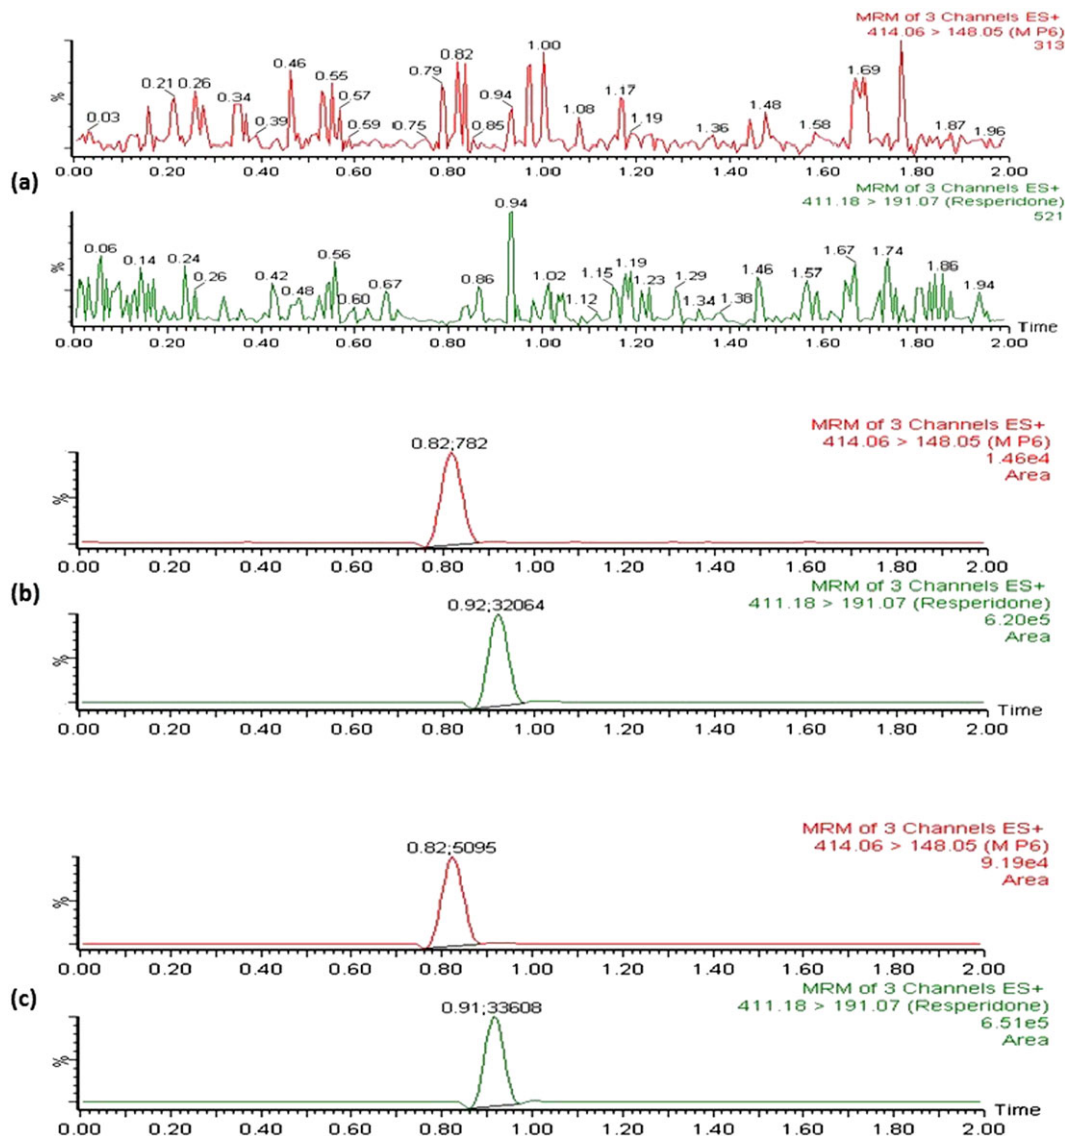 MRM of 3 Channels ES+
414.06 > 148.05 (M P6)
313
0.03 0.21 0.26 0.34 0.39 0.46 0.55 0.57 0.59 0.75 0.79 0.82 0.85 0.94 1.00 1.08 1.17 1.19 1.36 1.48 1.58 1.69 1.87 1.96
%
0.00 0.20 0.40 0.60 0.80 1.00 1.20 1.40 1.60 1.80 2.00
(a)
MRM of 3 Channels ES+
411.18 > 191.07 (Resperidone)
521
0.06 0.14 0.24 0.26 0.42 0.48 0.56 0.60 0.67 0.86 0.94 1.02 1.12 1.15 1.19 1.23 1.29 1.34 1.38 1.46 1.57 1.67 1.74 1.86 1.94
%
Time
0.00 0.20 0.40 0.60 0.80 1.00 1.20 1.40 1.60 1.80 2.00
MRM of 3 Channels ES+
414.06 > 148.05 (M P6)
1.46e4
Area
0.82;782
%
0.00 0.20 0.40 0.60 0.80 1.00 1.20 1.40 1.60 1.80 2.00
(b)
MRM of 3 Channels ES+
411.18 > 191.07 (Resperidone)
6.20e5
Area
0.92;32064
%
Time
0.00 0.20 0.40 0.60 0.80 1.00 1.20 1.40 1.60 1.80 2.00
MRM of 3 Channels ES+
414.06 > 148.05 (M P6)
9.19e4
Area
0.82;5095
%
0.00 0.20 0.40 0.60 0.80 1.00 1.20 1.40 1.60 1.80 2.00
(c)
MRM of 3 Channels ES+
411.18 > 191.07 (Resperidone)
6.51e5
Area
0.91;33608
%
Time
0.00 0.20 0.40 0.60 0.80 1.00 1.20 1.40 1.60 1.80 2.00